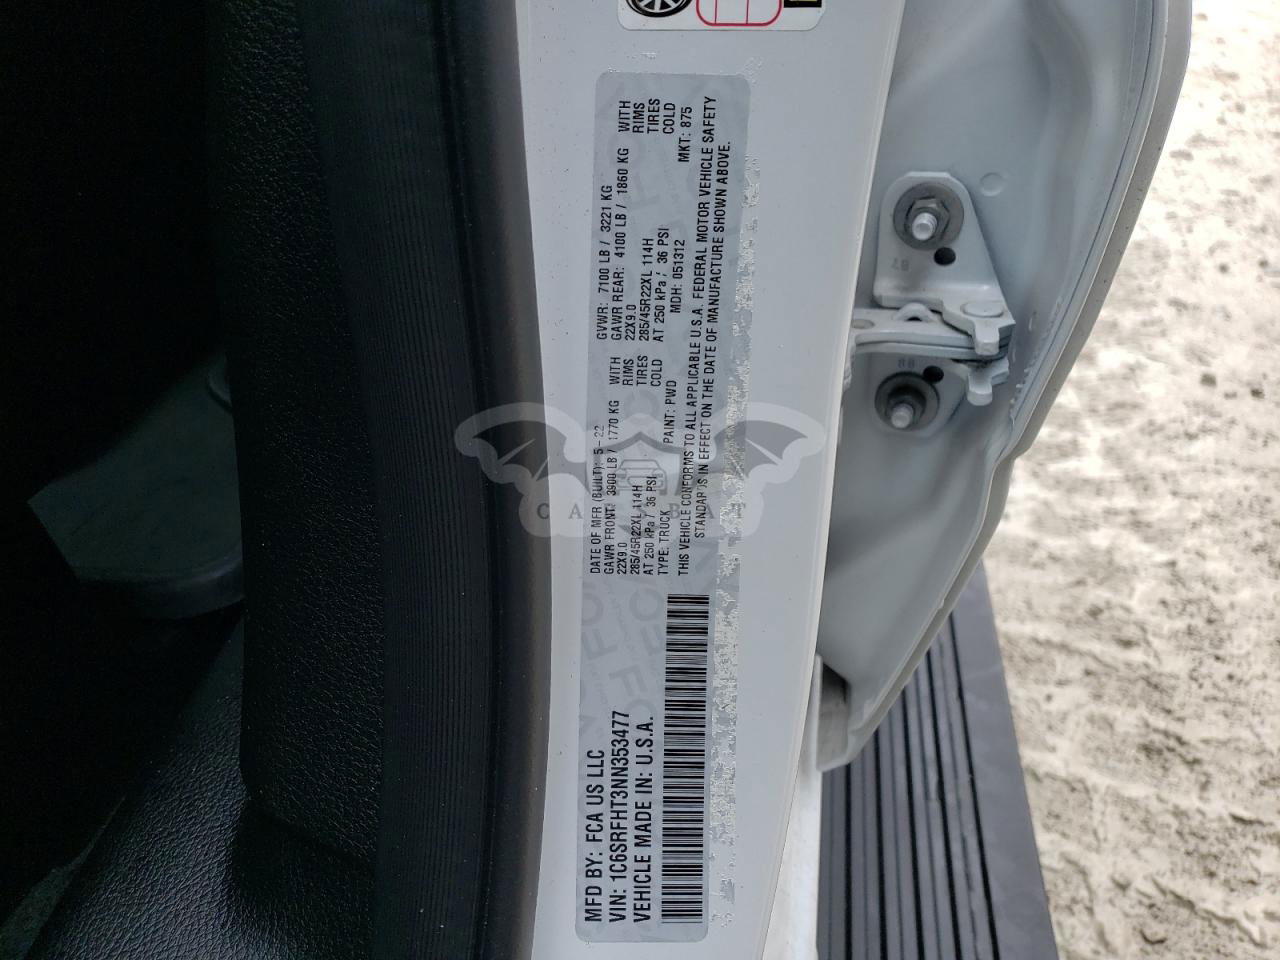 MFD BY: FCA US LLC
VIN: 1C6SRFHT3NN353477
VEHICLE MADE IN: U.S.A.
DATE OF MFR (BUILT): 5-22 GVWR: 7100 LB / 3221 KG
GAWR FRONT: 3900 LB / 1770 KG WITH GAWR REAR: 4100 LB / 1860 KG WITH
22X9.0 RIMS 22X9.0 RIMS
285/45R22XL 114H TIRES 285/45R22XL 114H TIRES
AT 250 kPa / 36 PSI COLD AT 250 kPa / 36 PSI COLD
TYPE: TRUCK PAINT: PWD MDH: 051312 MKT: 875
THIS VEHICLE CONFORMS TO ALL APPLICABLE U.S.A. FEDERAL MOTOR VEHICLE SAFETY
STANDARDS IN EFFECT ON THE DATE OF MANUFACTURE SHOWN ABOVE.
87
88